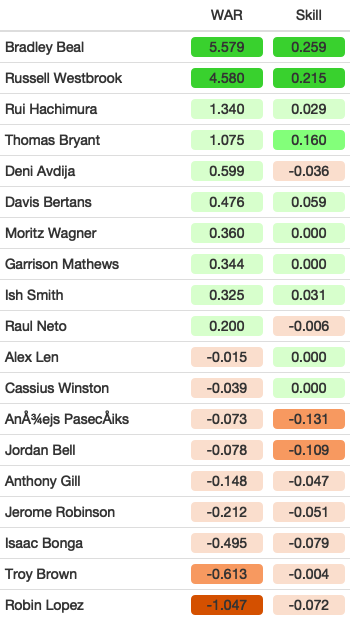 WAR Skill
Bradley Beal 5.579 0.259
Russell Westbrook 4.580 0.215
Rui Hachimura 1.340 0.029
Thomas Bryant 1.075 0.160
Deni Avdija 0.599 -0.036
Davis Bertans 0.476 0.059
Moritz Wagner 0.360 0.000
Garrison Mathews 0.344 0.000
Ish Smith 0.325 0.031
Raul Neto 0.200 -0.006
Alex Len -0.015 0.000
Cassius Winston -0.039 0.000
AnÅ¾ejs PasecÅiks -0.073 -0.131
Jordan Bell -0.078 -0.109
Anthony Gill -0.148 -0.047
Jerome Robinson -0.212 -0.051
Isaac Bonga -0.495 -0.079
Troy Brown -0.613 -0.004
Robin Lopez -1.047 -0.072